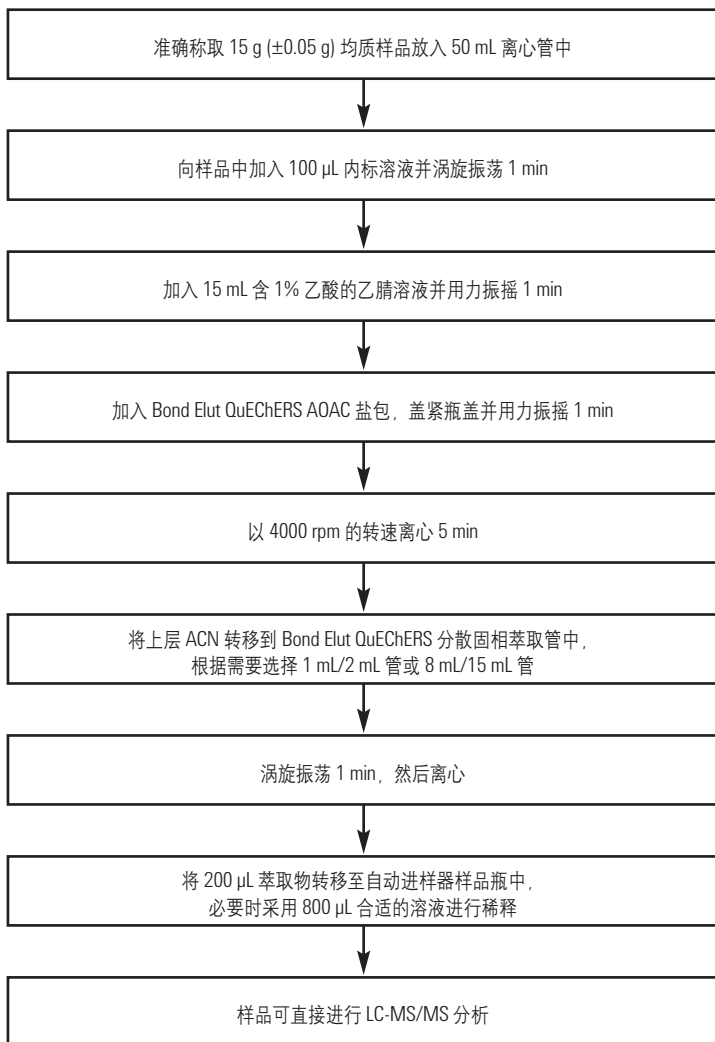 准确称取 15 g (±0.05 g) 均质样品放入 50 mL 离心管中
向样品中加入 100 µL 内标溶液并涡旋振荡 1 min
加入 15 mL 含 1% 乙酸的乙腈溶液并用力振摇 1 min
加入 Bond Elut QuEChERS AOAC 盐包，盖紧瓶盖并用力振摇 1 min
以 4000 rpm 的转速离心 5 min
将上层 ACN 转移到 Bond Elut QuEChERS 分散固相萃取管中，
根据需要选择 1 mL/2 mL 管或 8 mL/15 mL 管
涡旋振荡 1 min，然后离心
将 200 µL 萃取物转移至自动进样器样品瓶中，
必要时采用 800 µL 合适的溶液进行稀释
样品可直接进行 LC-MS/MS 分析